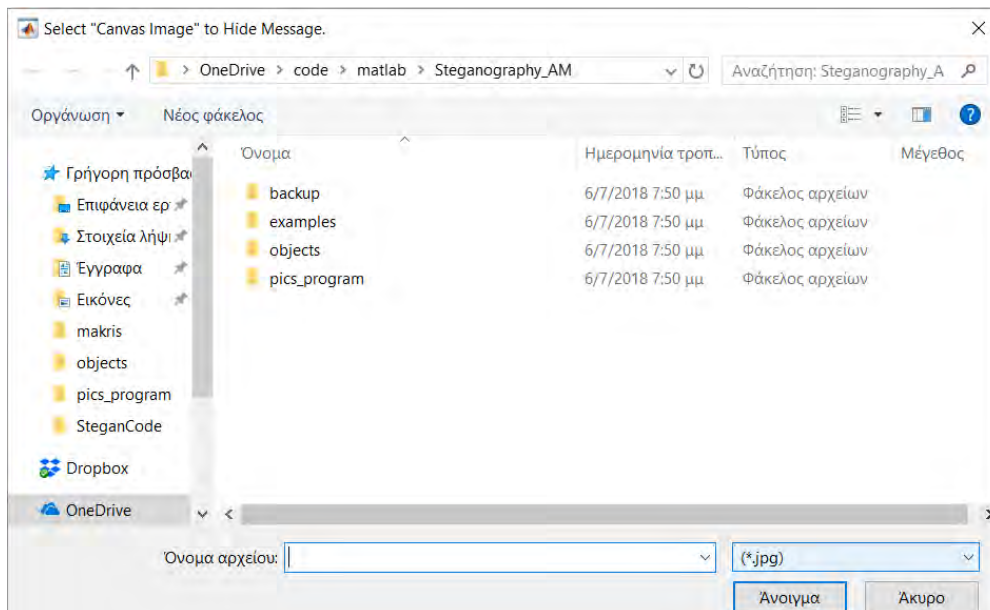 Select "Canvas Image" to Hide Message.
> OneDrive > code > matlab > Steganography_AM
Αναζήτηση: Steganography_A
Οργάνωση
Νέος φάκελος
Όνομα
Ημερομηνία τροπ...
Τύπος
Μέγεθος
Γρήγορη πρόσβα
Επιφάνεια ερ
Στοιχεία λήψι
Έγγραφα
Εικόνες
makris
objects
pics_program
SteganCode
Dropbox
OneDrive
backup 6/7/2018 7:50 μμ Φάκελος αρχείων
examples 6/7/2018 7:50 μμ Φάκελος αρχείων
objects 6/7/2018 7:50 μμ Φάκελος αρχείων
pics_program 6/7/2018 7:50 μμ Φάκελος αρχείων
Όνομα αρχείου:
(*.jpg)
Άνοιγμα
Άκυρο